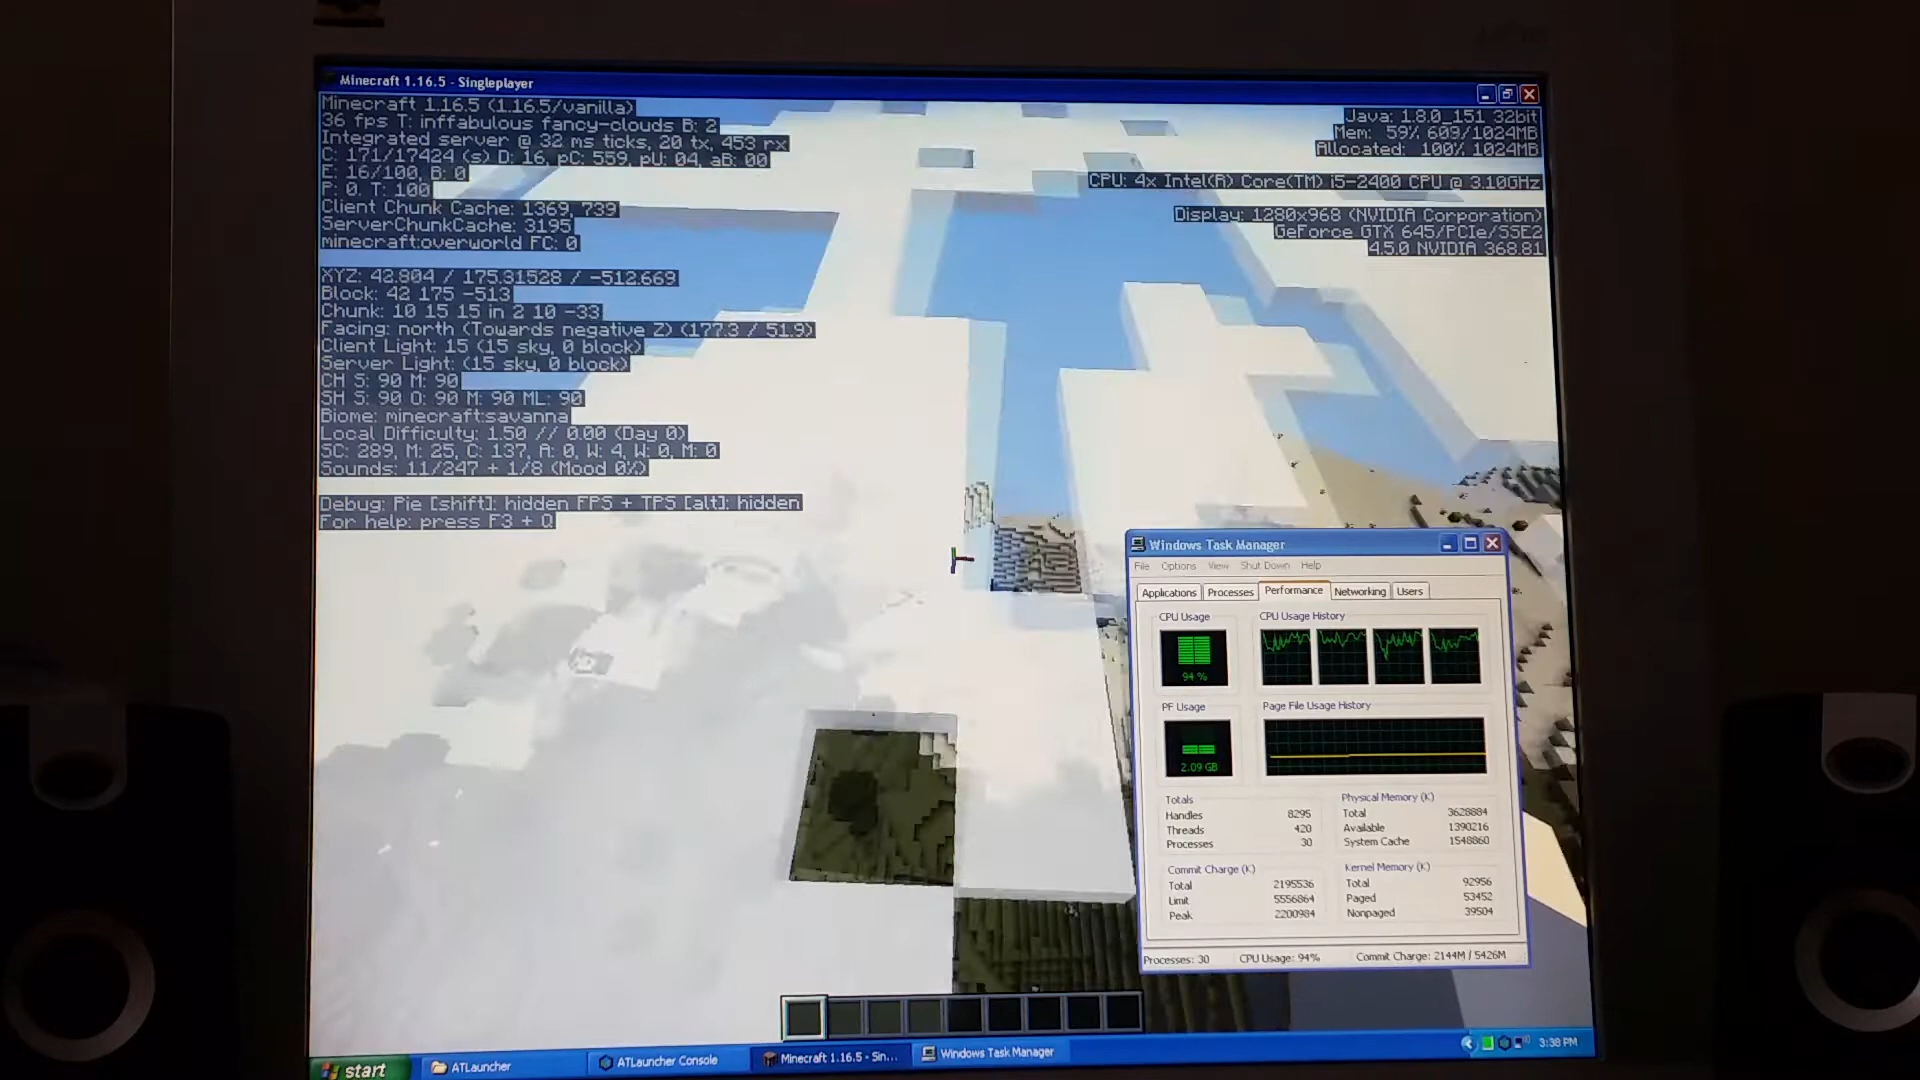 Minecraft 1.16.5 - Singleplayer
Minecraft 1.16.5 (1.16.5/vanilla)
36 fps T: inffabulous fancy-clouds B: 2
Integrated server @ 32 ms ticks, 20 tx, 453 rx
C: 171/17424 (s) D: 16, pC: 559, pU: 04, aB: 00
E: 16/100, B: 0
P: 0. T: 100
Client Chunk Cache: 1369, 739
ServerChunkCache: 3195
minecraft:overworld FC: 0
XYZ: 42.804 / 175.31528 / -512.669
Block: 42 175 -513
Chunk: 10 15 15 in 2 10 -33
Facing: north (Towards negative Z) (177.3 / 51.9)
Client Light: 15 (15 sky, 0 block)
Server Light: (15 sky, 0 block)
CH S: 90 M: 90
SH S: 90 O: 90 M: 90 ML: 90
Biome: minecraft:savanna
Local Difficulty: 1.50 // 0.00 (Day 0)
SC: 289, M: 25, C: 137, A: 0, W: 4, W: 0, M: 0
Sounds: 11/247 + 1/8 (Mood 0%)
Debug: Pie [shift]: hidden FPS + TPS [alt]: hidden
For help: press F3 + Q
Java: 1.8.0_151 32bit
Mem: 59% 609/1024MB
Allocated: 100% 1024MB
CPU: 4x Intel(R) Core(TM) i5-2400 CPU @ 3.10GHz
Display: 1280x968 (NVIDIA Corporation)
GeForce GTX 645/PCIe/SSE2
4.5.0 NVIDIA 368.81
Windows Task Manager
File Options View Shut Down Help
Applications Processes Performance Networking Users
CPU Usage CPU Usage History
94 %
PF Usage Page File Usage History
2.09 GB
Totals
Handles 8295
Threads 420
Processes 30
Physical Memory (K)
Total 3628884
Available 1390216
System Cache 1548860
Commit Charge (K)
Total 2195536
Limit 5556864
Peak 2200984
Kernel Memory (K)
Total 92956
Paged 53452
Nonpaged 39504
Processes: 30 CPU Usage: 94% Commit Charge: 2144M / 5426M
start ATLauncher ATLauncher Console Minecraft 1.16.5 - Sin... Windows Task Manager 3:38 PM